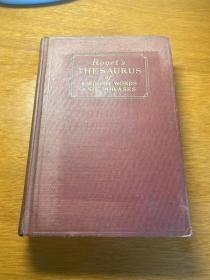 Roget's
THESAURUS
of
ENGLISH WORDS
AND PHRASES